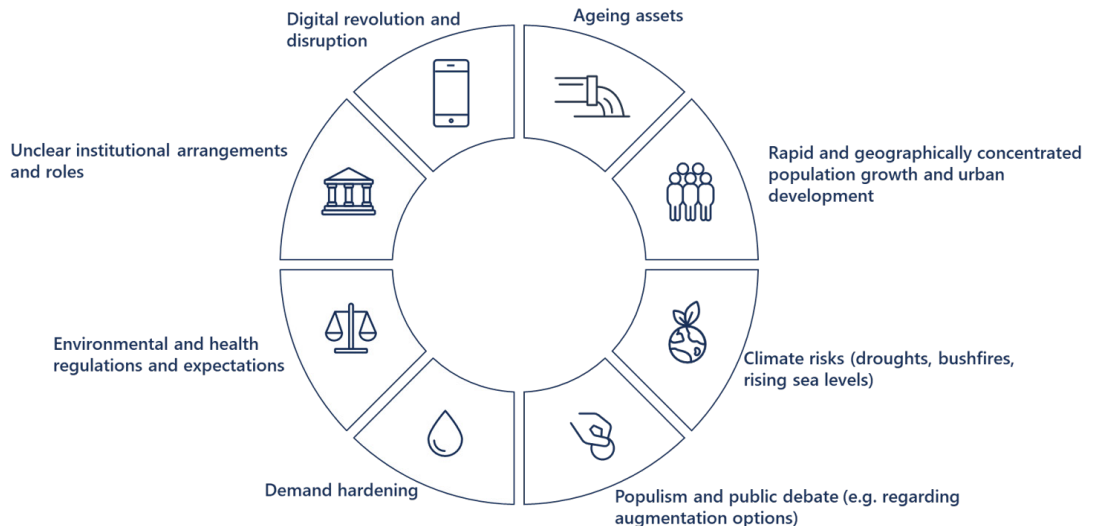 Digital revolution and
disruption
Ageing assets
Unclear institutional arrangements
and roles
Rapid and geographically concentrated
population growth and urban
development
Environmental and health
regulations and expectations
Climate risks (droughts, bushfires,
rising sea levels)
Demand hardening
Populism and public debate (e.g. regarding
augmentation options)